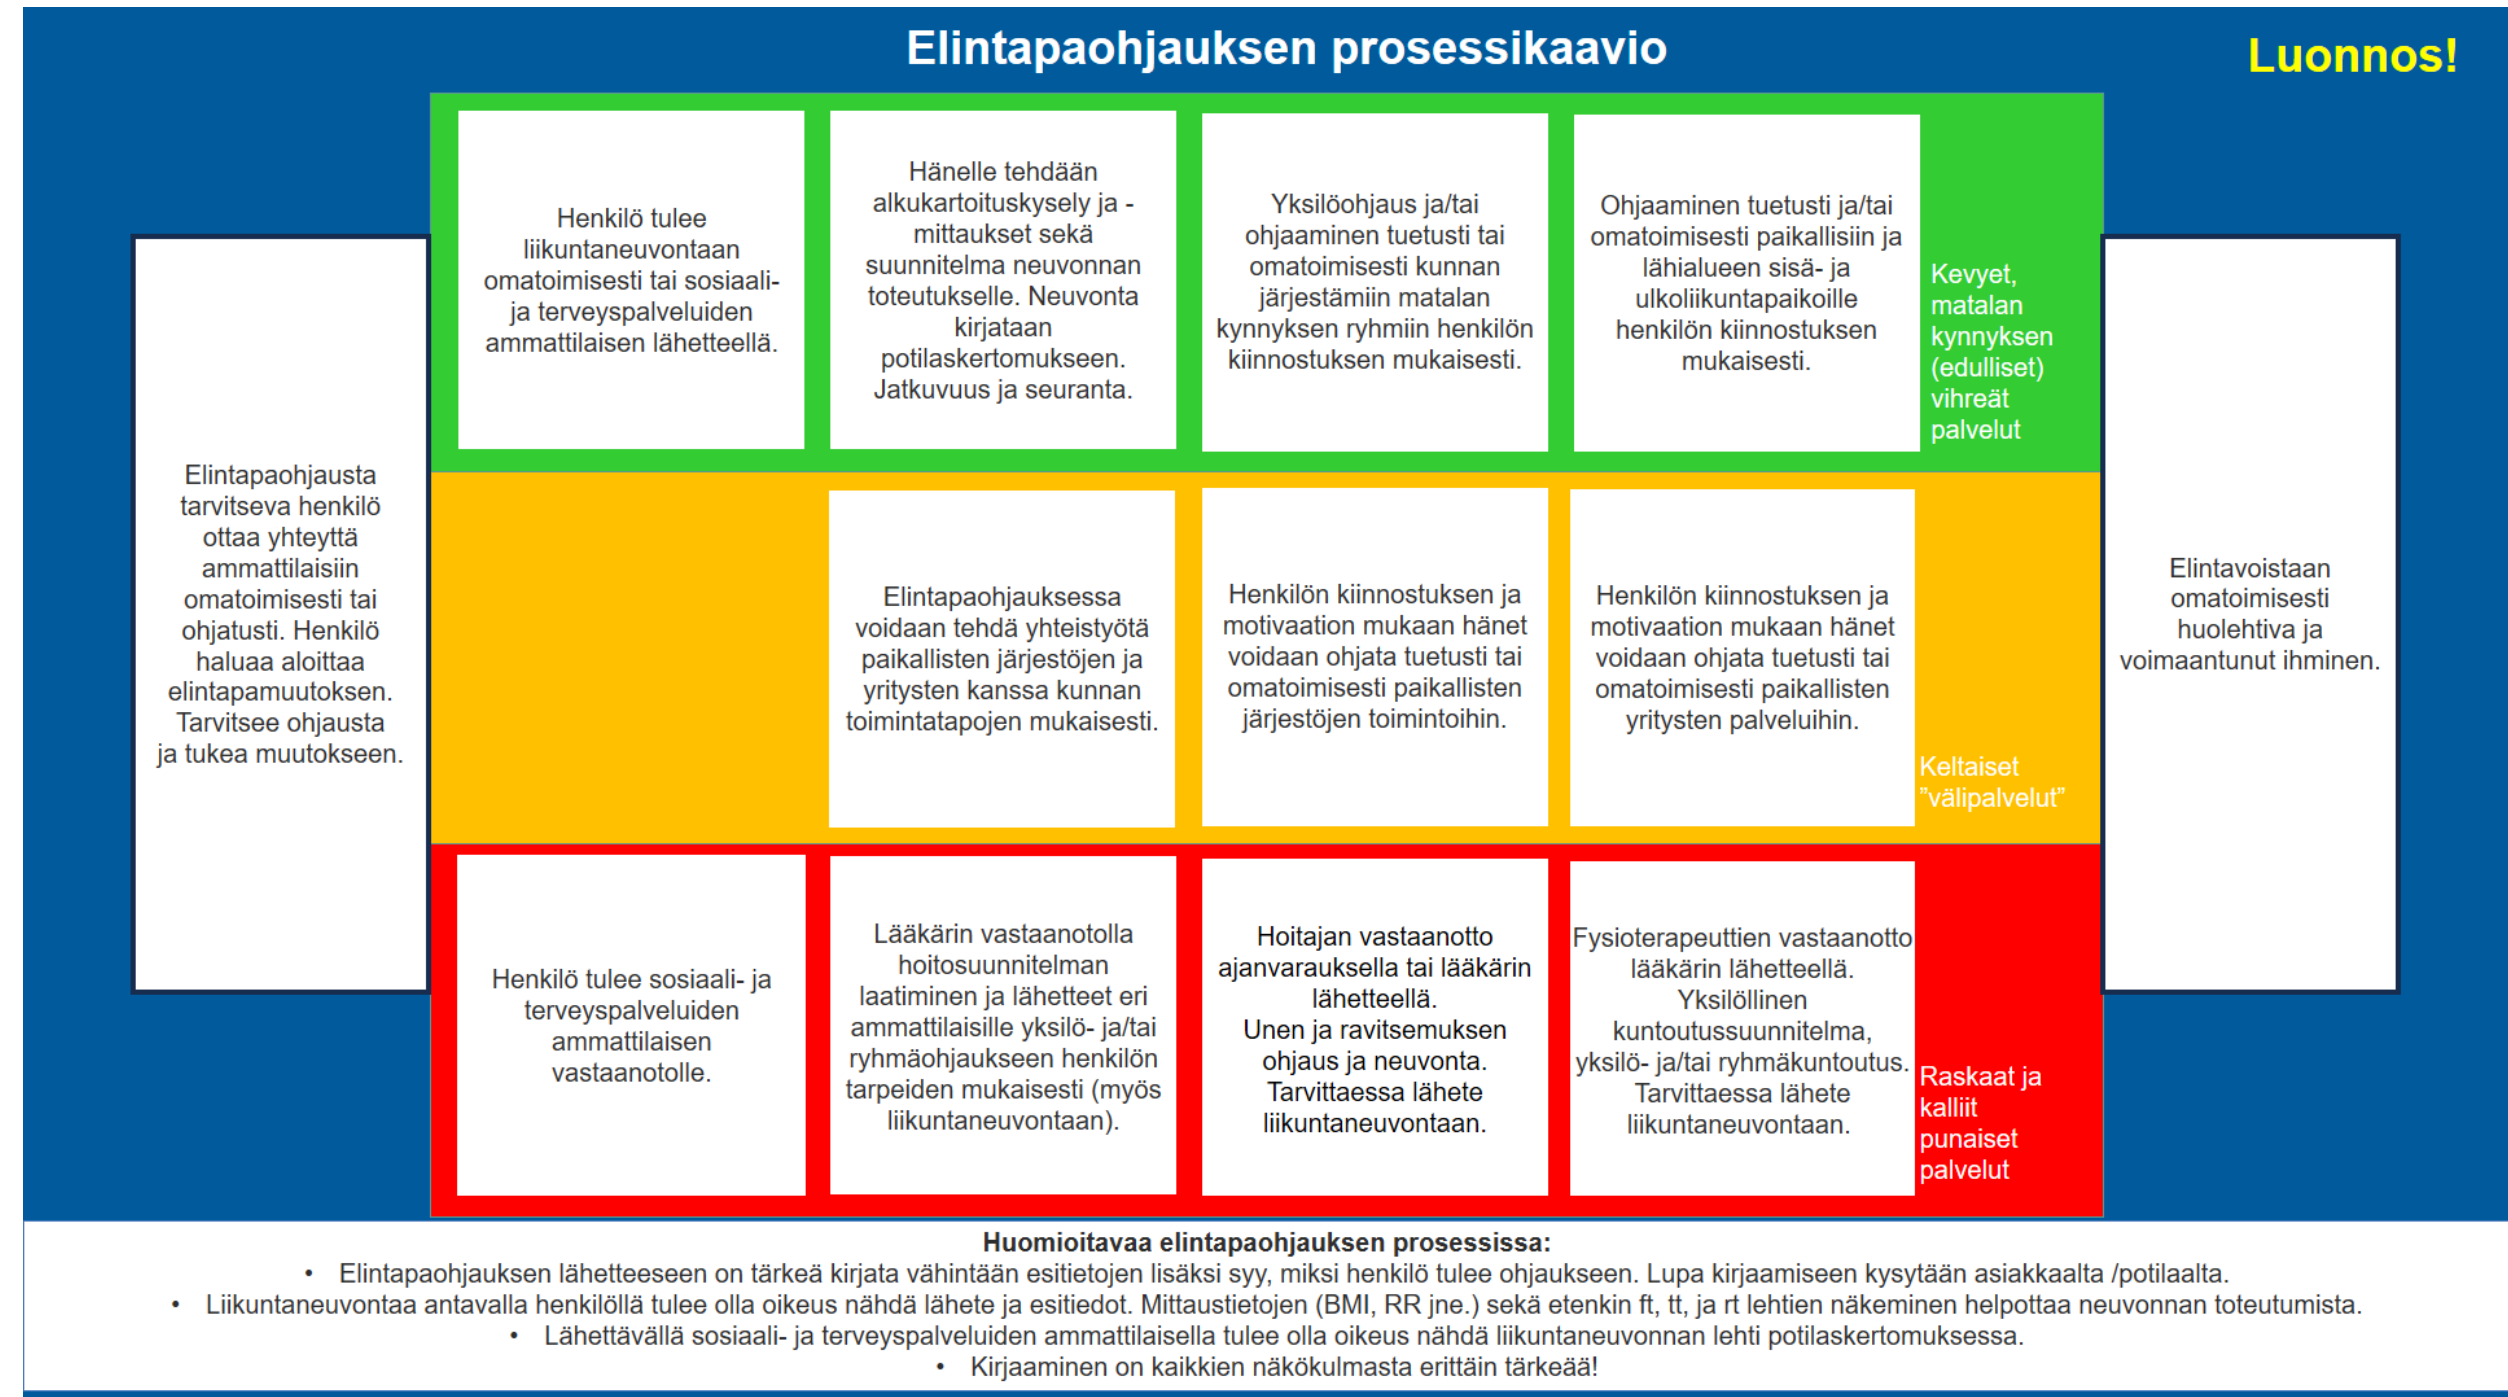 Elintapaohjauksen prosessikaavio
Luonnos!
Elintapaohjausta
tarvitseva henkilö
ottaa yhteyttä
ammattilaisiin
omatoimisesti tai
ohjatusti. Henkilö
haluaa aloittaa
elintapamuutoksen.
Tarvitsee ohjausta
ja tukea muutokseen.
Henkilö tulee
liikuntaneuvontaan
omatoimisesti tai sosiaali-
ja terveyspalveluiden
ammattilaisen lähetteellä.
Hänelle tehdään
alkukartoituskysely ja -
mittaukset sekä
suunnitelma neuvonnan
toteutukselle. Neuvonta
kirjataan
potilaskertomukseen.
Jatkuvuus ja seuranta.
Yksilöohjaus ja/tai
ohjaaminen tuetusti tai
omatoimisesti kunnan
järjestämiin matalan
kynnyksen ryhmiin henkilön
kiinnostuksen mukaisesti.
Ohjaaminen tuetusti ja/tai
omatoimisesti paikallisiin ja
lähialueen sisä- ja
ulkoliikuntapaikoille
henkilön kiinnostuksen
mukaisesti.
Kevyet,
matalan
kynnyksen
(edulliset)
vihreät
palvelut
Elintapaohjauksessa
voidaan tehdä yhteistyötä
paikallisten järjestöjen ja
yritysten kanssa kunnan
toimintatapojen mukaisesti.
Henkilön kiinnostuksen ja
motivaation mukaan hänet
voidaan ohjata tuetusti tai
omatoimisesti paikallisten
järjestöjen toimintoihin.
Henkilön kiinnostuksen ja
motivaation mukaan hänet
voidaan ohjata tuetusti tai
omatoimisesti paikallisten
yritysten palveluihin.
Keltaiset
”välipalvelut”
Henkilö tulee sosiaali- ja
terveyspalveluiden
ammattilaisen
vastaanotolle.
Lääkärin vastaanotolla
hoitosuunnitelman
laatiminen ja lähetteet eri
ammattilaisille yksilö- ja/tai
ryhmäohjaukseen henkilön
tarpeiden mukaisesti (myös
liikuntaneuvontaan).
Hoitajan vastaanotto
ajanvarauksella tai lääkärin
lähetteellä.
Unen ja ravitsemuksen
ohjaus ja neuvonta.
Tarvittaessa lähete
liikuntaneuvontaan.
Fysioterapeuttien vastaanotto
lääkärin lähetteellä.
Yksilöllinen
kuntoutussuunnitelma,
yksilö- ja/tai ryhmäkuntoutus.
Tarvittaessa lähete
liikuntaneuvontaan.
Raskaat ja
kalliit
punaiset
palvelut
Elintavoistaan
omatoimisesti
huolehtiva ja
voimaantunut ihminen.
Huomioitavaa elintapaohjauksen prosessissa:
• Elintapaohjauksen lähetteeseen on tärkeä kirjata vähintään esitietojen lisäksi syy, miksi henkilö tulee ohjaukseen. Lupa kirjaamiseen kysytään asiakkaalta /potilaalta.
• Liikuntaneuvontaa antavalla henkilöllä tulee olla oikeus nähdä lähete ja esitiedot. Mittaustietojen (BMI, RR jne.) sekä etenkin ft, tt, ja rt lehtien näkeminen helpottaa neuvonnan toteutumista.
• Lähettävällä sosiaali- ja terveyspalveluiden ammattilaisella tulee olla oikeus nähdä liikuntaneuvonnan lehti potilaskertomuksessa.
• Kirjaaminen on kaikkien näkökulmasta erittäin tärkeää!